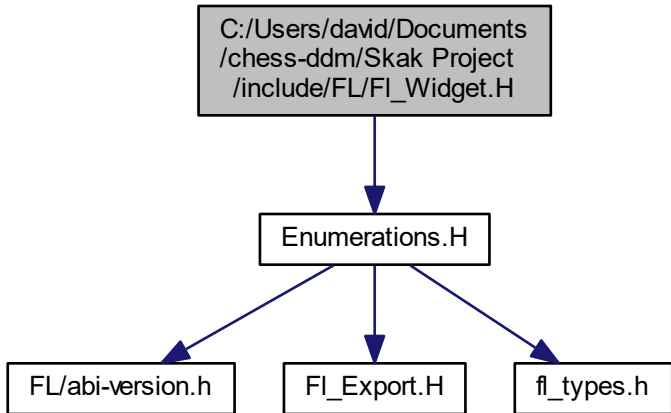 C:/Users/david/Documents
/chess-ddm/Skak Project
/include/FL/Fl_Widget.H
Enumerations.H
FL/abi-version.h
Fl_Export.H
fl_types.h